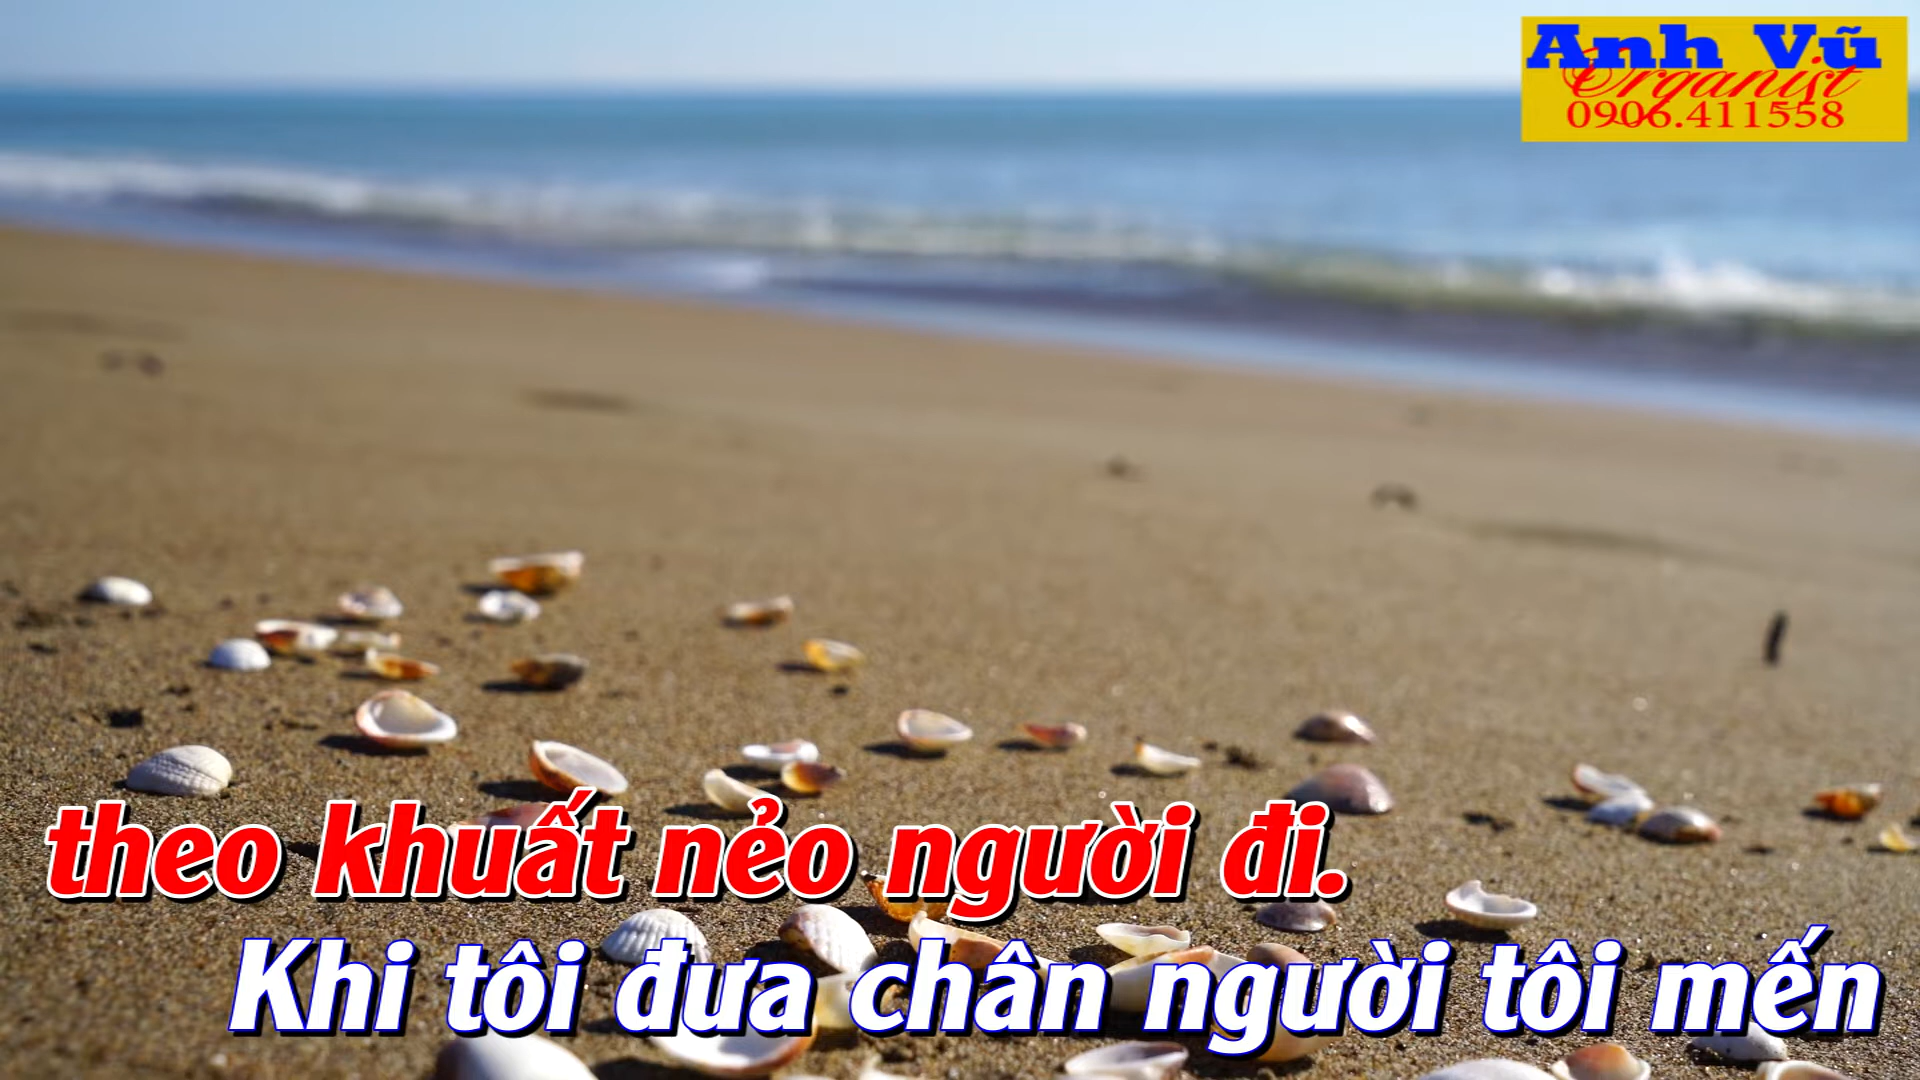 Anh Vũ
Organist
0906.411558
theo khuất nẻo người đi.
Khi tôi đưa chân người tôi mến